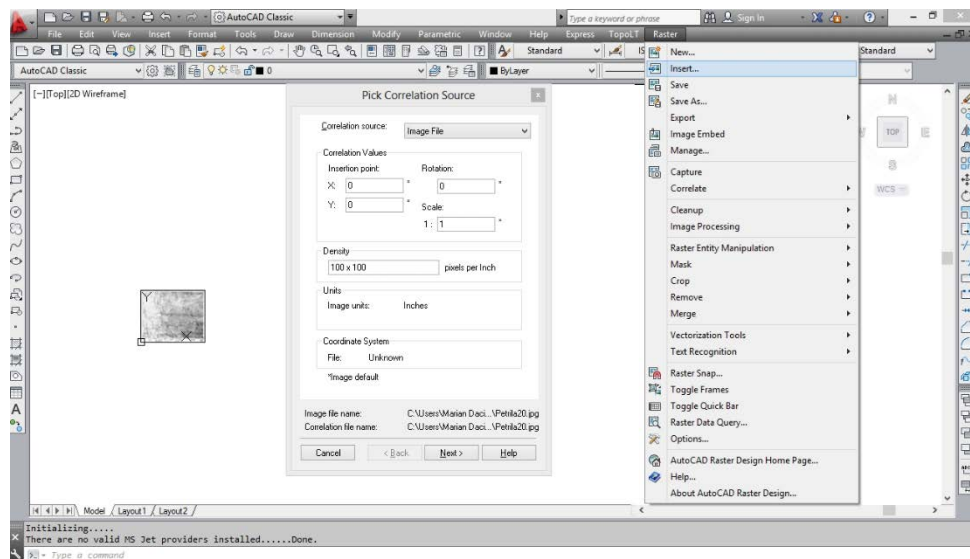 AutoCAD Classic
Type a keyword or phrase
Sign In
File Edit View Insert Format Tools Draw Dimension Modify Parametric Window Help Express TopoLT Raster
Standard
IS
Standard
AutoCAD Classic
0
ByLayer
[-][Top][2D Wireframe]
Pick Correlation Source
Correlation source: Image File
Correlation Values
Insertion point: Rotation:
X: 0 * 0 *
Y: 0 * Scale:
1 : 1 *
Density
100 x 100 pixels per Inch
Units
Image units: Inches
Coordinate System
File: Unknown
*Image default
Image file name: C:\Users\Marian Daci...\Petrila20.jpg
Correlation file name: C:\Users\Marian Daci...\Petrila20.jpg
Cancel < Back Next > Help
Y
X
New...
Insert...
Save
Save As...
Export
Image Embed
Manage...
Capture
Correlate
Cleanup
Image Processing
Raster Entity Manipulation
Mask
Crop
Remove
Merge
Vectorization Tools
Text Recognition
Raster Snap...
Toggle Frames
Toggle Quick Bar
Raster Data Query...
Options...
AutoCAD Raster Design Home Page...
Help...
About AutoCAD Raster Design...
TOP
E
WCS
Model Layout1 Layout2
Initializing.....
There are no valid MS Jet providers installed......Done.
Type a command